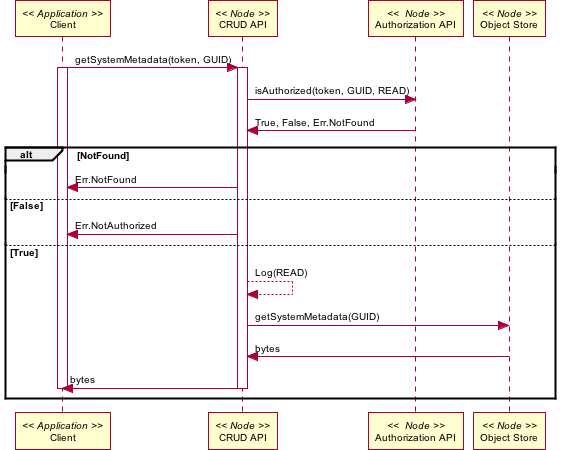 << Application >>
Client
<< Node >>
CRUD API
<< Node >>
Authorization API
<< Node >>
Object Store
getSystemMetadata(token, GUID)
isAuthorized(token, GUID, READ)
True, False, Err.NotFound
alt
[NotFound]
Err.NotFound
[False]
Err.NotAuthorized
[True]
Log(READ)
getSystemMetadata(GUID)
bytes
bytes
<< Application >>
Client
<< Node >>
CRUD API
<< Node >>
Authorization API
<< Node >>
Object Store